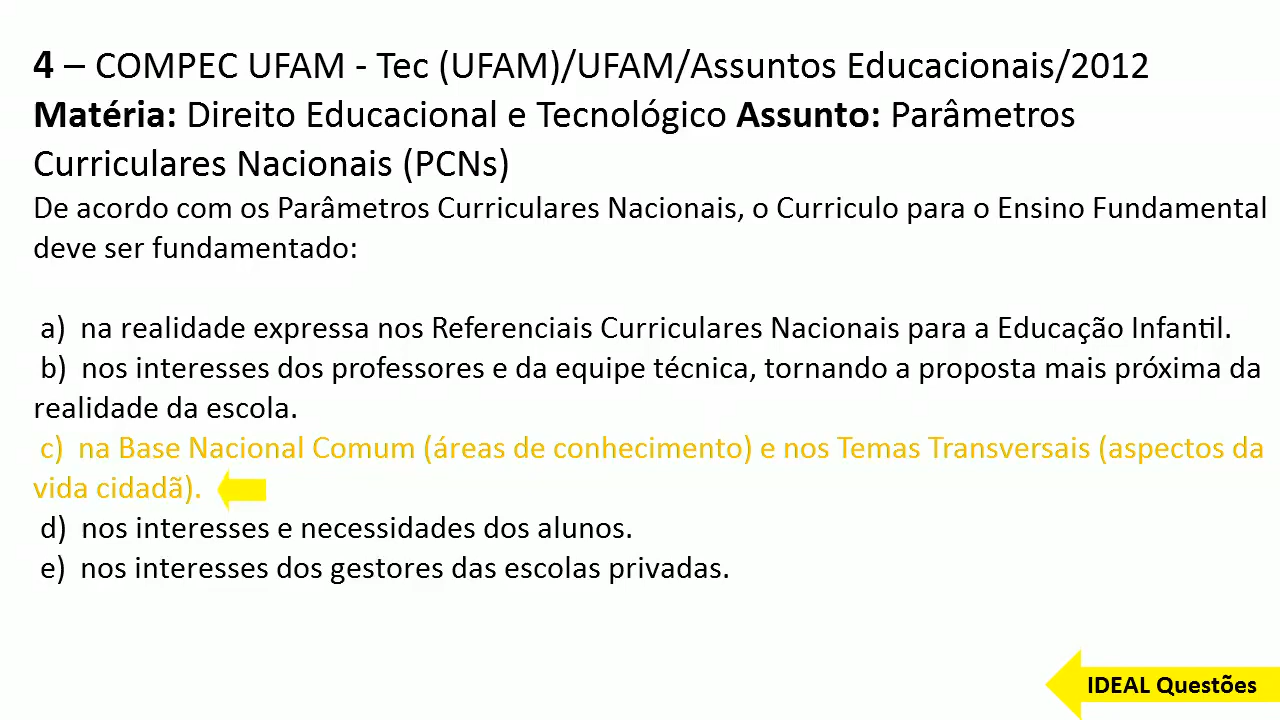 4 – COMPEC UFAM - Tec (UFAM)/UFAM/Assuntos Educacionais/2012
Matéria: Direito Educacional e Tecnológico Assunto: Parâmetros
Curriculares Nacionais (PCNs)
De acordo com os Parâmetros Curriculares Nacionais, o Curriculo para o Ensino Fundamental
deve ser fundamentado:
a) na realidade expressa nos Referenciais Curriculares Nacionais para a Educação Infantil.
b) nos interesses dos professores e da equipe técnica, tornando a proposta mais próxima da
realidade da escola.
c) na Base Nacional Comum (áreas de conhecimento) e nos Temas Transversais (aspectos da
vida cidadã).
d) nos interesses e necessidades dos alunos.
e) nos interesses dos gestores das escolas privadas.
IDEAL Questões